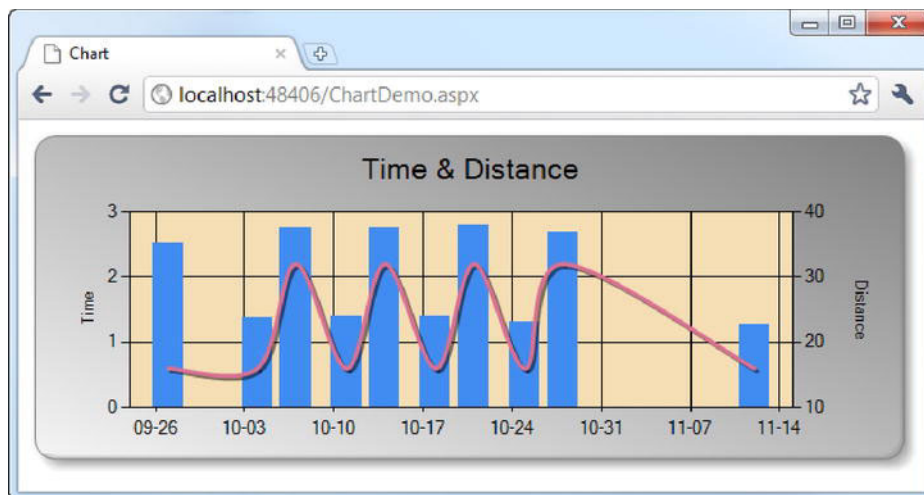 Chart
localhost:48406/ChartDemo.aspx
Time & Distance
3
2
1
0
Time
40
30
20
10
Distance
09-26 10-03 10-10 10-17 10-24 10-31 11-07 11-14